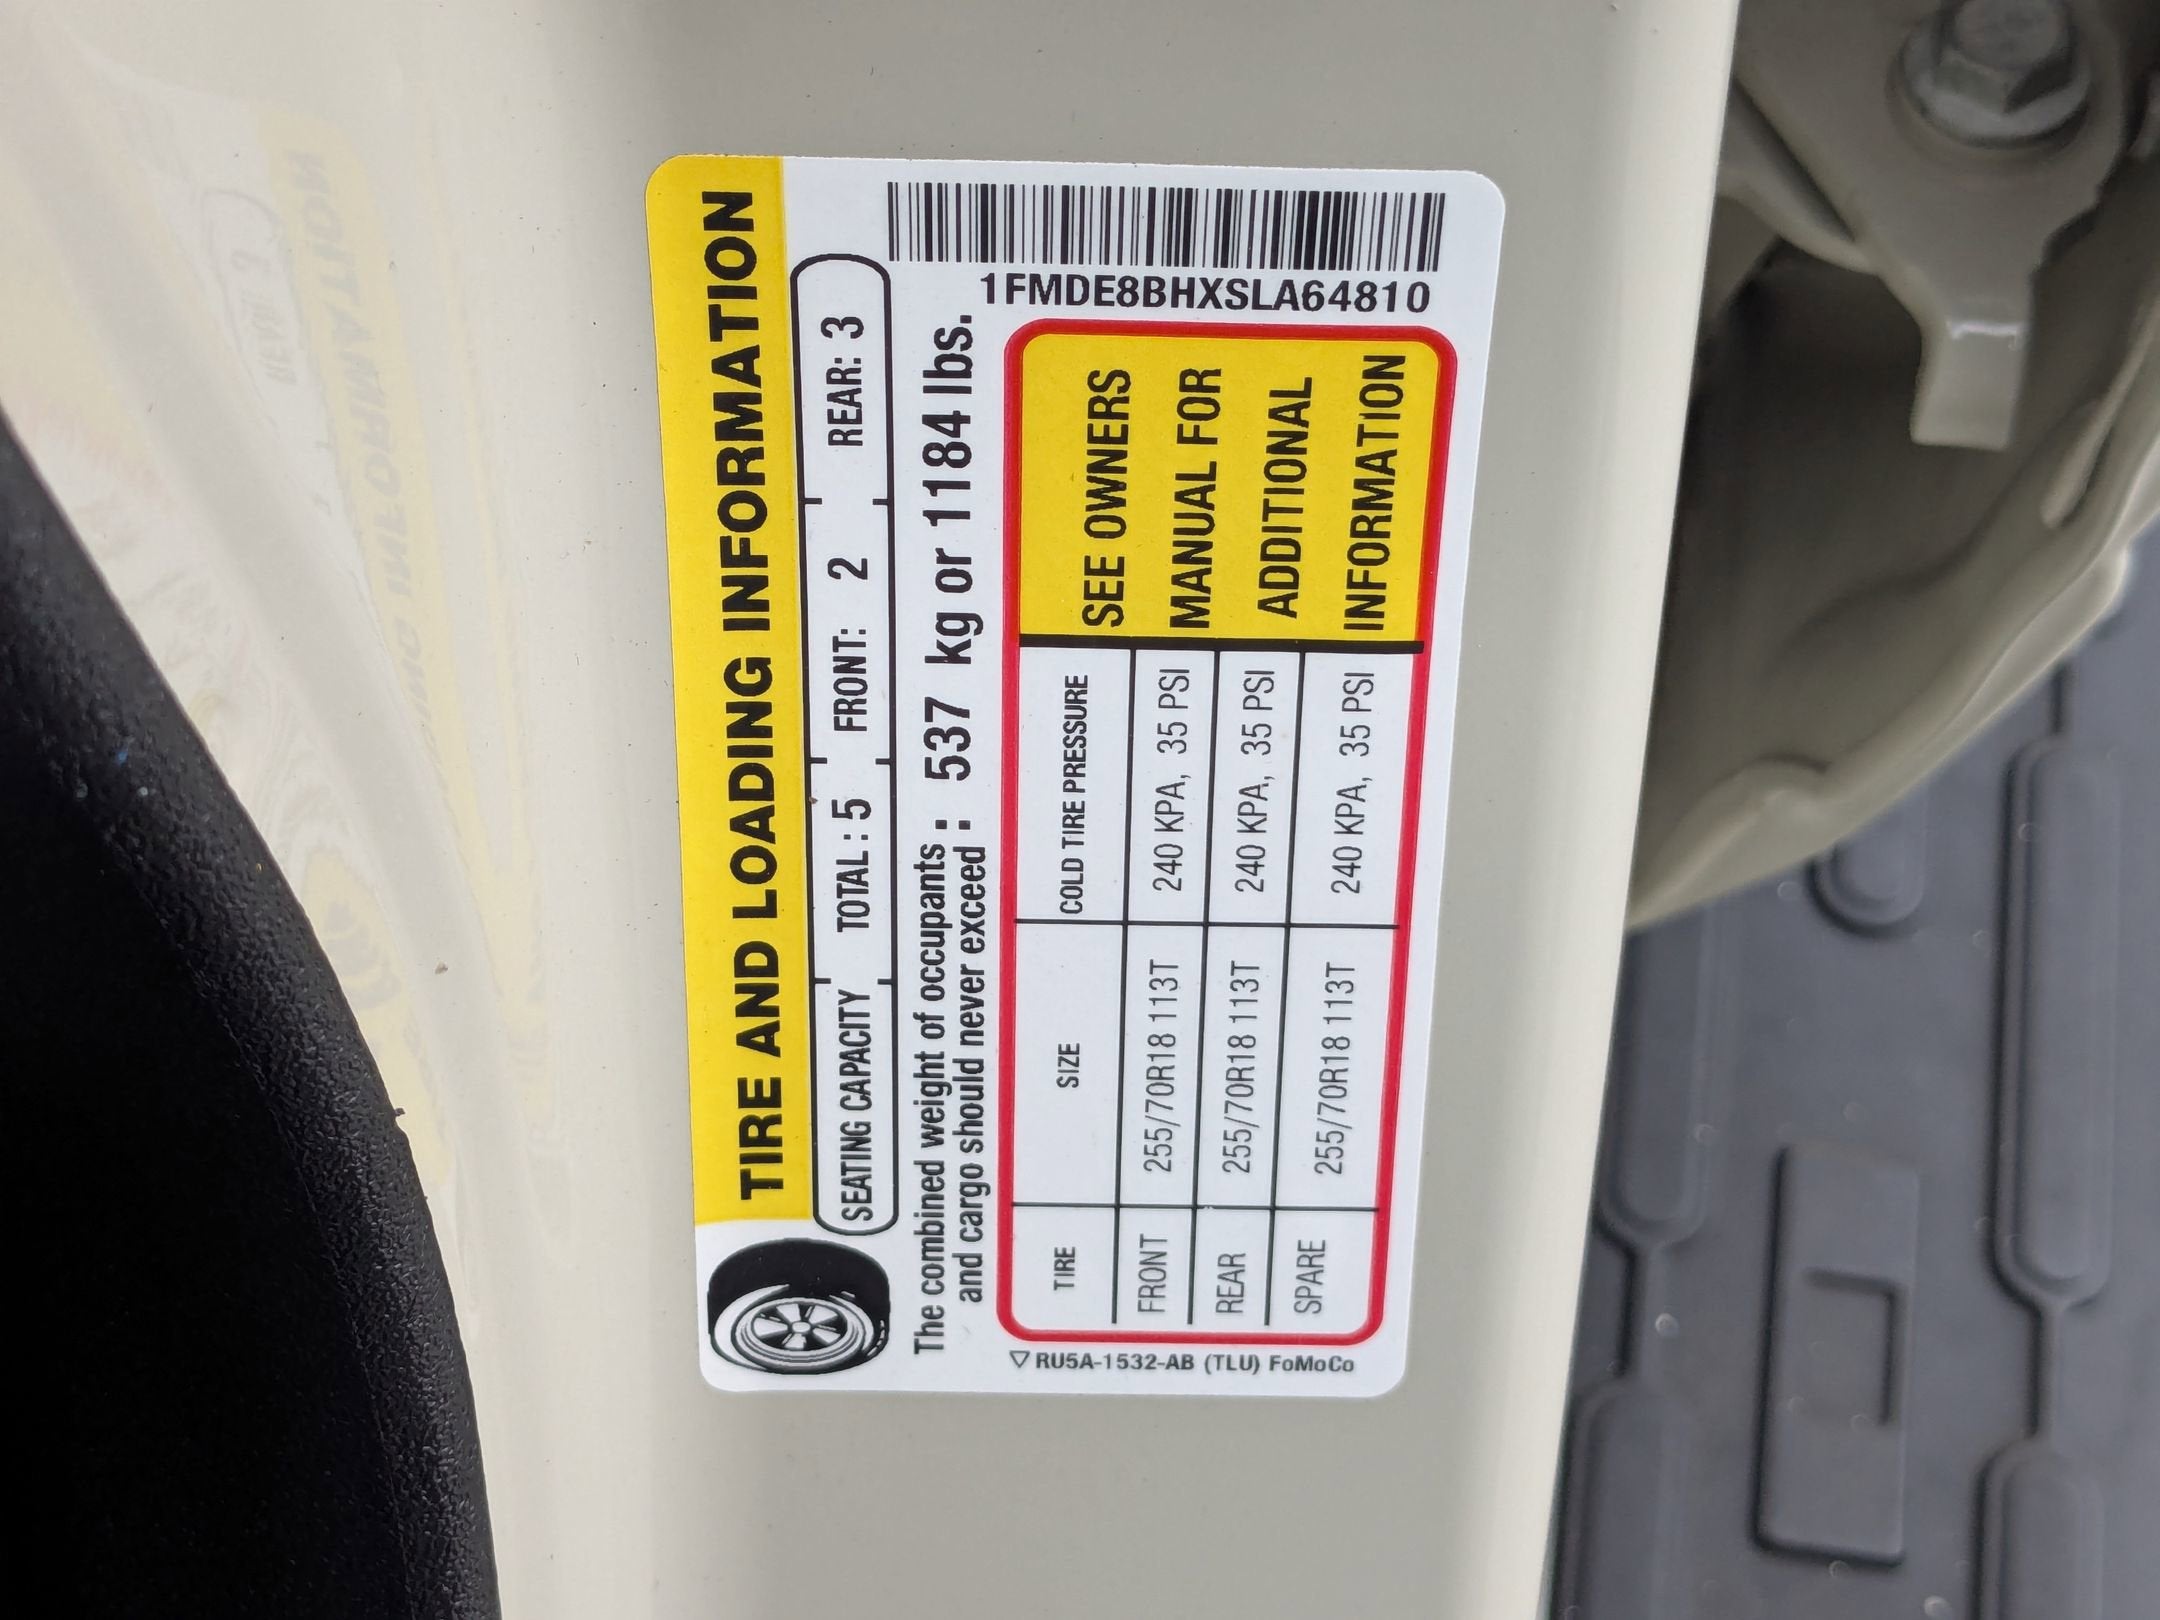 TIRE AND LOADING INFORMATION
SEATING CAPACITY TOTAL : 5 FRONT: 2 REAR: 3
The combined weight of occupants : 537 kg or 1184 lbs.
and cargo should never exceed :
TIRE SIZE COLD TIRE PRESSURE
FRONT 255/70R18 113T 240 KPA, 35 PSI
REAR 255/70R18 113T 240 KPA, 35 PSI
SPARE 255/70R18 113T 240 KPA, 35 PSI
SEE OWNERS
MANUAL FOR
ADDITIONAL
INFORMATION
1FMDE8BHXSLA64810
RU5A-1532-AB (TLU) FoMoCo